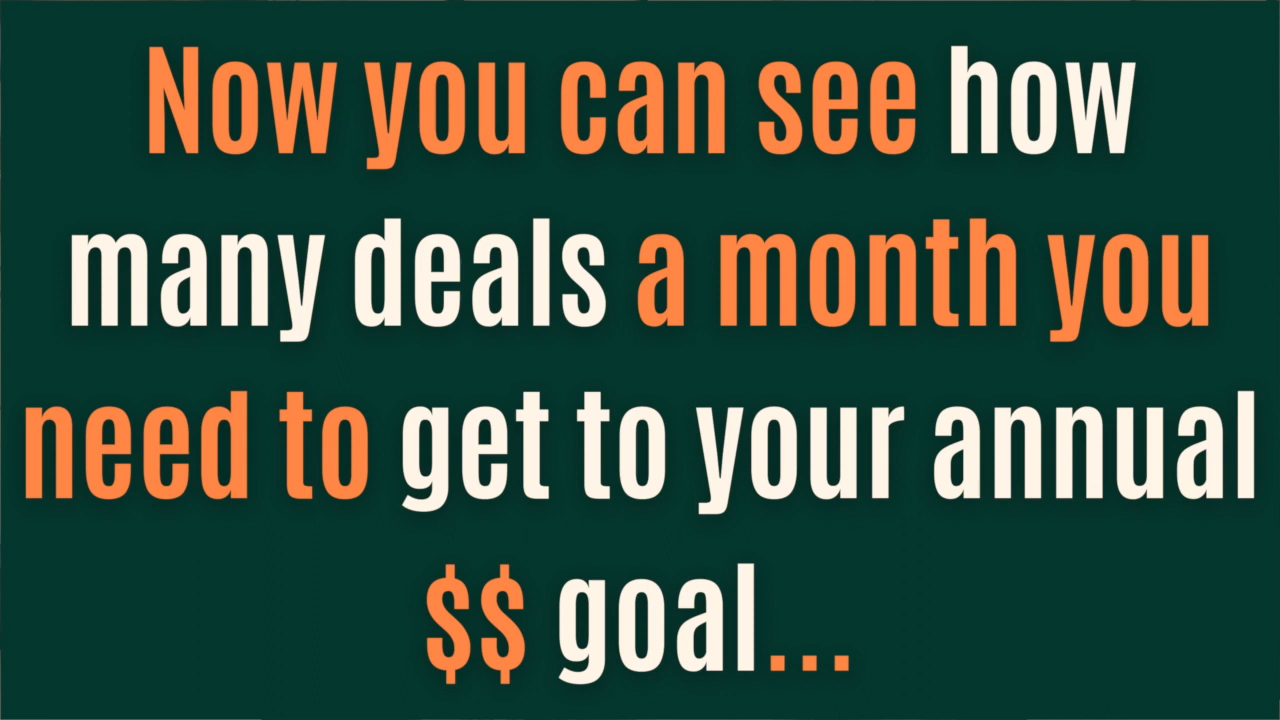 Now you can see how
many deals a month you
need to get to your annual
$$ goal...